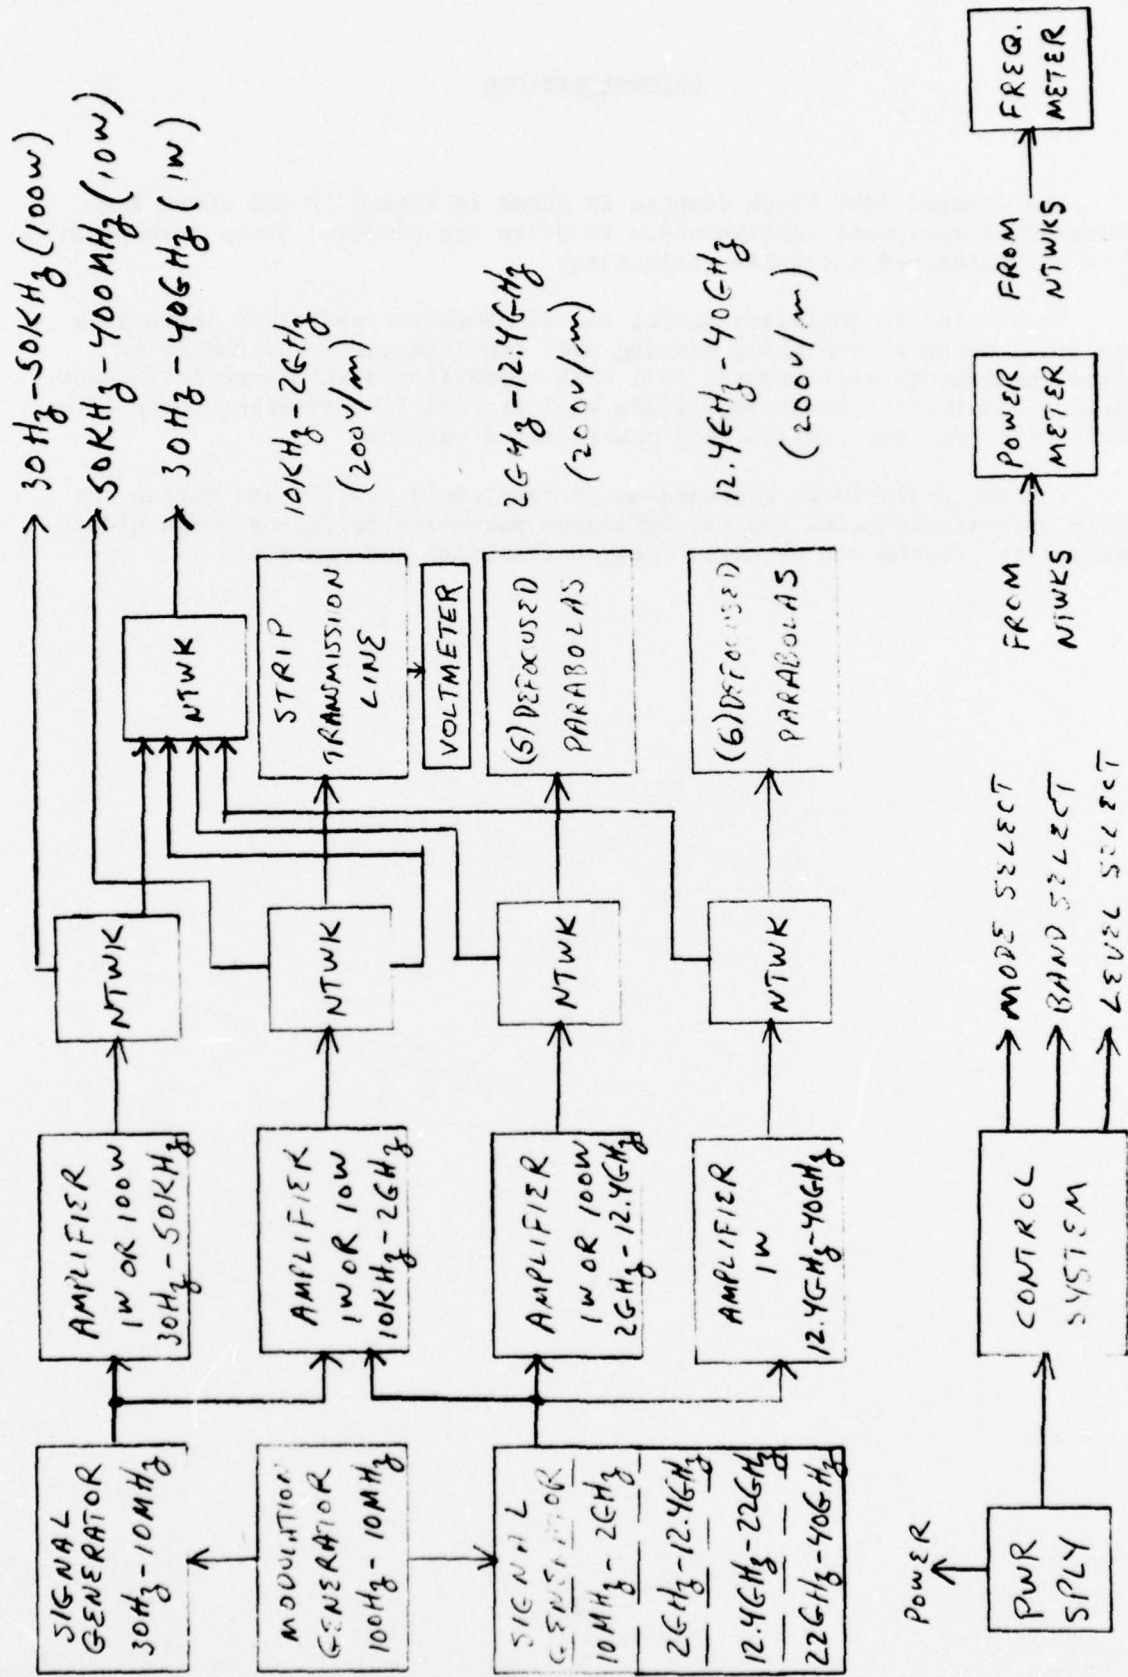 SIGNAL
GENERATOR
30Hz-10MHz
MODULATION
GENERATOR
100Hz-10MHz
SIGNAL
GENERATOR
10MHz-2GHz
2GHz-12.4GHz
12.4GHz-22GHz
22GHz-40GHz
AMPLIFIER
1W OR 100W
30Hz-50KHz
AMPLIFIER
1W OR 10W
10KHz-2GHz
AMPLIFIER
1W OR 100W
2GHz-12.4GHz
AMPLIFIER
1W
12.4GHz-40GHz
NTWK
NTWK
NTWK
NTWK
NTWK
STRIP
TRANSMISSION
LINE
VOLTMETER
(5) DEFOCUSED
PARABOLAS
(6) DEFOCUSED
PARABOLAS
30Hz-50KHz (100W)
50KHz-400MHz (10W)
30Hz-40GHz (1W)
10KHz-2GHz
(200V/m)
2GHz-12.4GHz
(200V/m)
12.4GHz-40GHz
(20V/m)
POWER
PWR
SPLY
CONTROL
SYSTEM
MODE SELECT
BAND SELECT
LEVEL SELECT
FROM
NTWKS
POWER
METER
FROM
NTWKS
FREQ.
METER